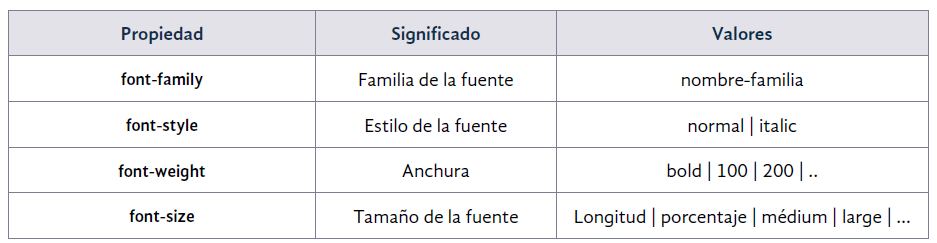 Propiedad Significado Valores
font-family Familia de la fuente nombre-familia
font-style Estilo de la fuente normal | italic
font-weight Anchura bold | 100 | 200 | ..
font-size Tamaño de la fuente Longitud | porcentaje | médium | large | ...